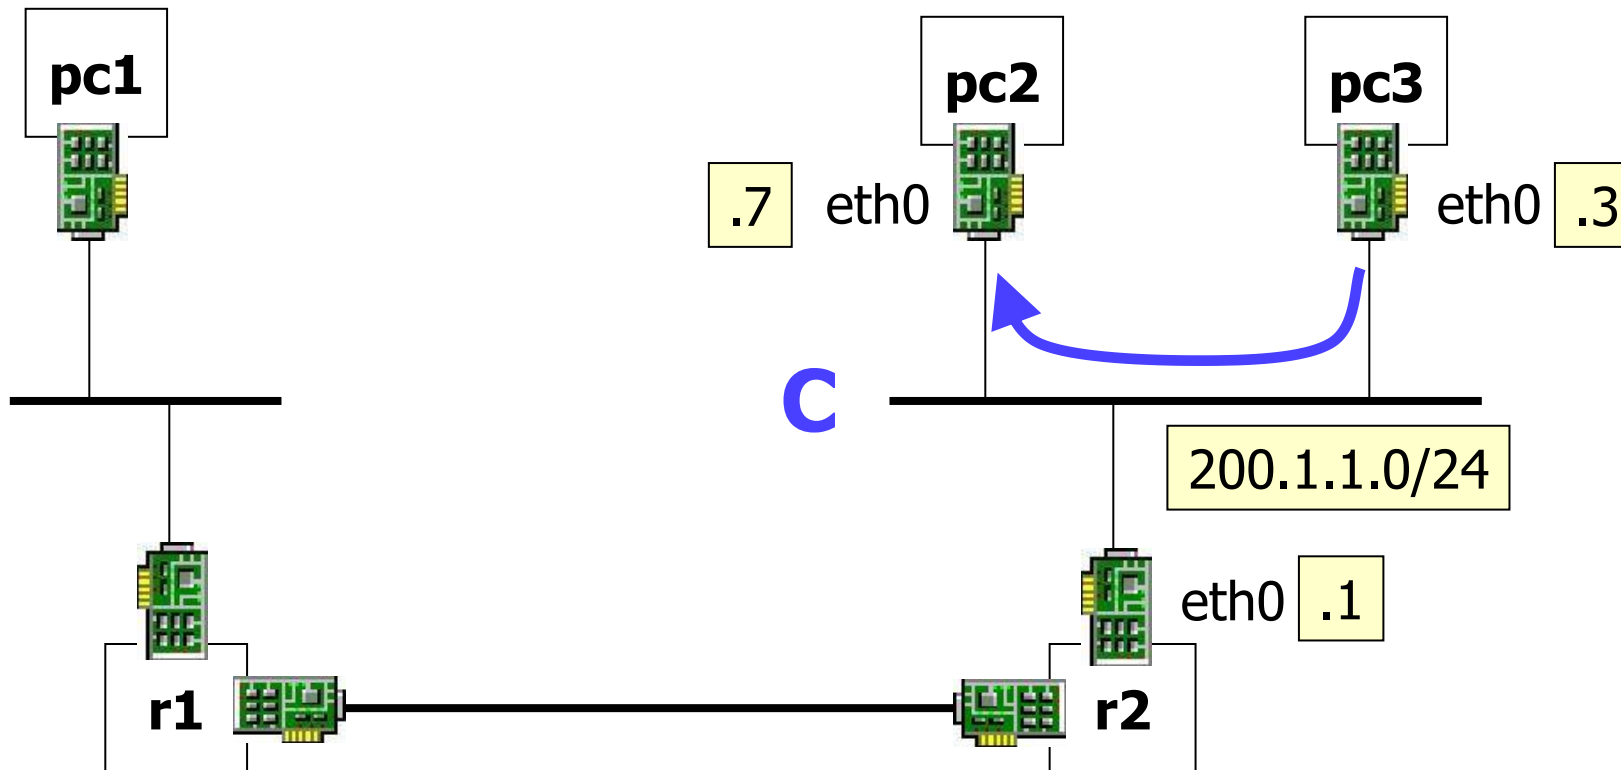 pc1
pc2
pc3
.7
eth0
eth0
.3
C
200.1.1.0/24
eth0
.1
r1
r2